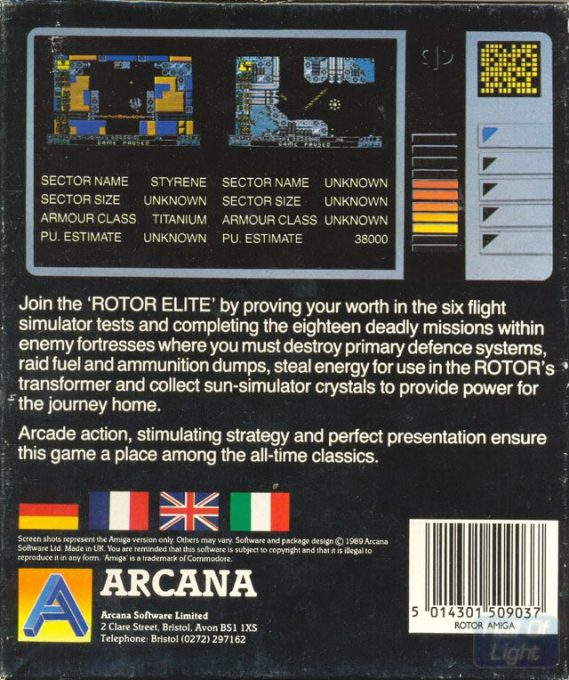 GAME PAUSED
GAME PAUSED
SECTOR NAME STYRENE
SECTOR SIZE UNKNOWN
ARMOUR CLASS TITANIUM
PU. ESTIMATE UNKNOWN
SECTOR NAME UNKNOWN
SECTOR SIZE UNKNOWN
ARMOUR CLASS UNKNOWN
PU. ESTIMATE 38000
Join the ‘ROTOR ELITE’ by proving your worth in the six flight
simulator tests and completing the eighteen deadly missions within
enemy fortresses where you must destroy primary defence systems,
raid fuel and ammunition dumps, steal energy for use in the ROTOR's
transformer and collect sun-simulator crystals to provide power for
the journey home.
Arcade action, stimulating strategy and perfect presentation ensure
this game a place among the all-time classics.
Screen shots represent the Amiga version only. Others may vary. Software and package design © 1989 Arcana
Software Ltd. Made in UK. You are reminded that this software is subject to copyright and that it is illegal to
reproduce it in any form. 'Amiga' is a trademark of Commodore.
A
ARCANA
Arcana Software Limited
2 Clare Street, Bristol, Avon BS1 1XS
Telephone: Bristol (0272) 297162
5 014301 509037
ROTOR AMIGA
Of
Light